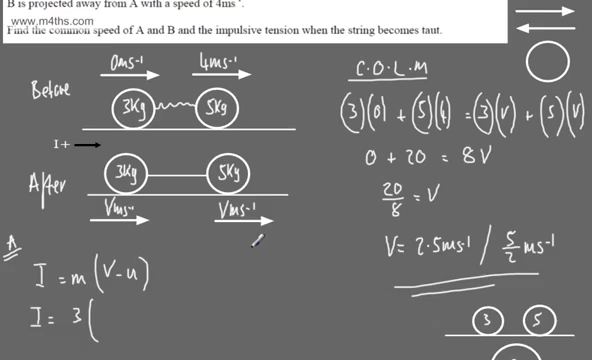 B is projected away from A with a speed of 4ms⁻¹.
www.m4ths.com
Find the common speed of A and B and the impulsive tension when the string becomes taut.
Before
0ms-1
4ms-1
3Kg
5Kg
I+
After
3Kg
5Kg
Vms-1
Vms-1
A
I = m(V-u)
I = 3(
C.O.L.M
(3)(0) + (5)(4) = (3)(V) + (5)(V)
0 + 20 = 8V
20/8 = V
V = 2.5ms-1 / 5/2 ms-1
3
5